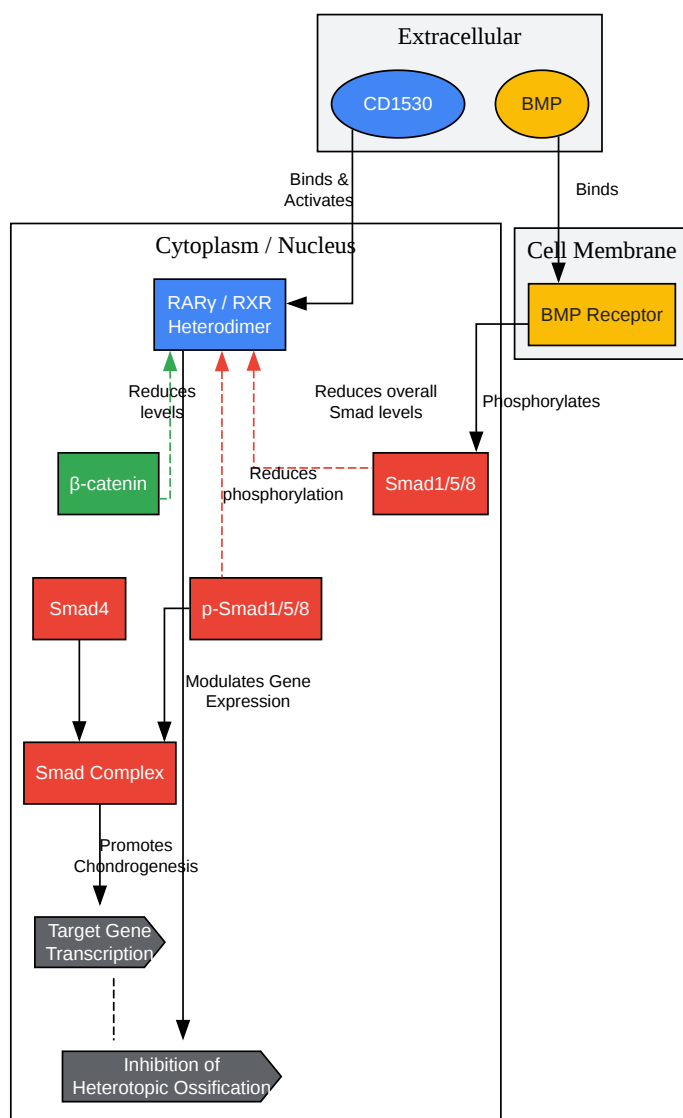 Extracellular
CD1530
BMP
Binds &
Activates
Binds
Cytoplasm / Nucleus
Cell Membrane
RARγ / RXR
Heterodimer
BMP Receptor
Reduces
levels
Reduces overall
Smad levels
Phosphorylates
β-catenin
Reduces
phosphorylation
Smad1/5/8
Smad4
p-Smad1/5/8
Modulates Gene
Expression
Smad Complex
Promotes
Chondrogenesis
Target Gene
Transcription
Inhibition of
Heterotopic Ossification